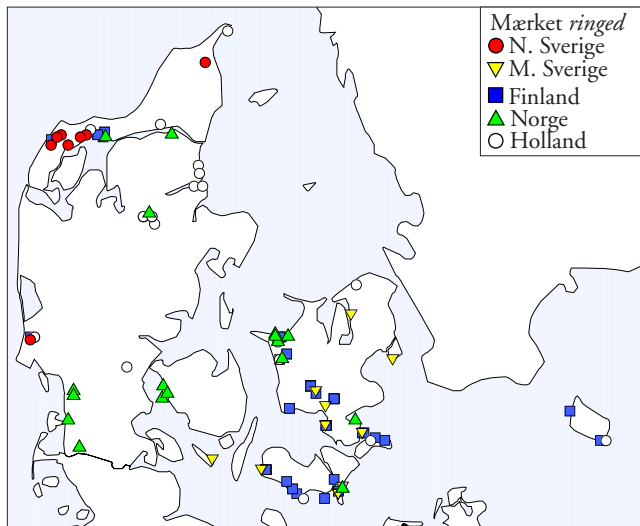 Mærket ringed
N. Sverige
M. Sverige
Finland
Norge
Holland